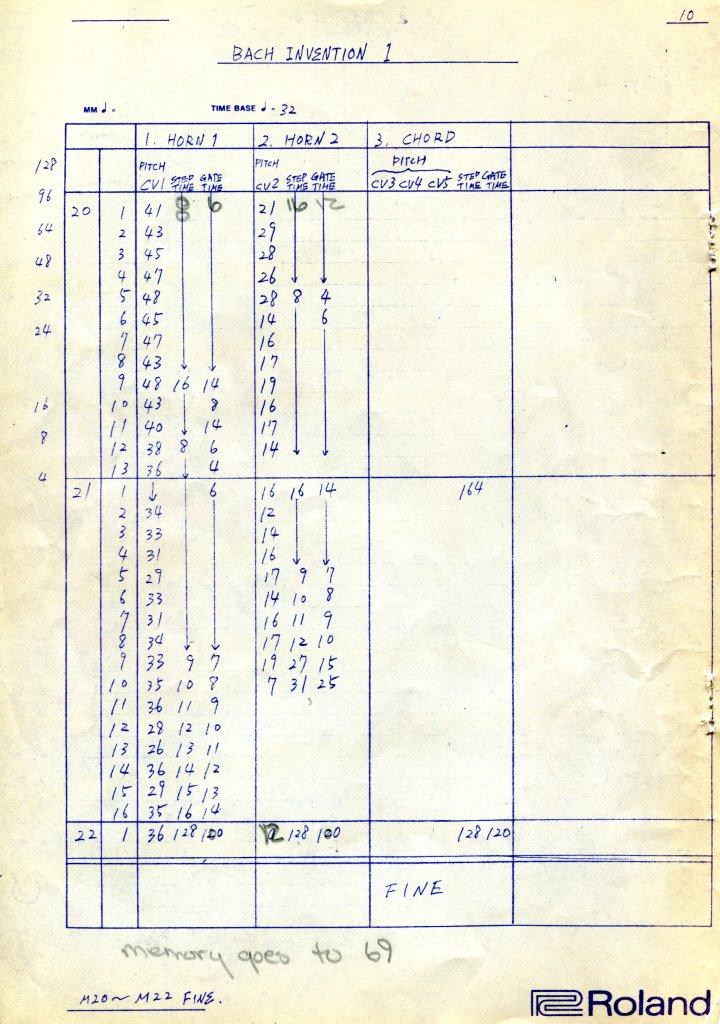 10
BACH INVENTION 1
MM ♩ = TIME BASE ♩ = 32
1. HORN 1 2. HORN 2 3. CHORD
128 PITCH PITCH PITCH
CV1 STEP TIME GATE TIME CV2 STEP TIME GATE TIME CV3 CV4 CV5 STEP TIME GATE TIME
96
20 1 41 8 6 21 16 12
64 2 43 29
3 45 28
48 4 47 26
32 5 48 28 8 4
6 45 14 6
24 7 47 16
8 43 17
9 48 16 14 19
16 10 43 8 16
11 40 14 17
8 12 38 8 6 14
4 13 36 4
21 1 ↓ 6 16 16 14 164
2 34 12
3 33 14
4 31 16
5 29 17 9 7
6 33 14 10 8
7 31 16 11 9
8 34 17 12 10
9 33 9 7 19 27 15
10 35 10 8 7 31 25
11 36 11 9
12 28 12 10
13 26 13 11
14 36 14 12
15 29 15 13
16 35 16 14
22 1 36 128 120 12 128 100 128 120
FINE
memory goes to 69
M20~M22 FINE.
Roland